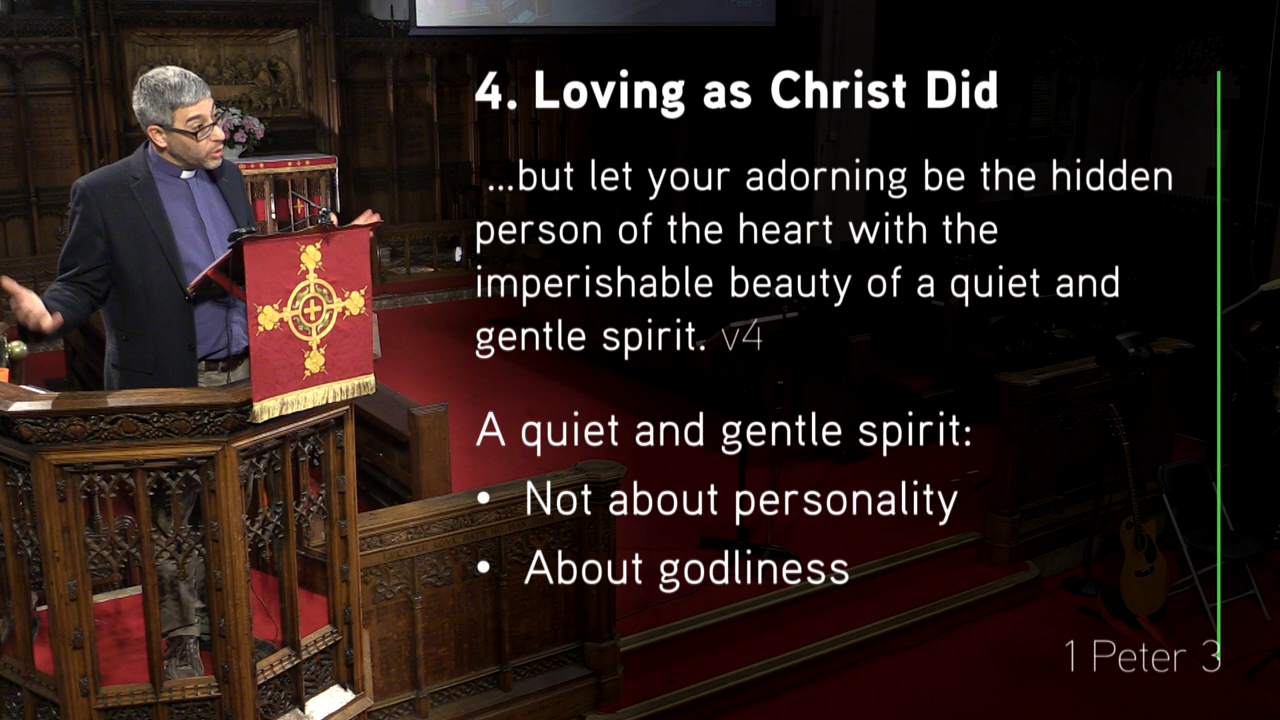 4. Loving as Christ Did
...but let your adorning be the hidden
person of the heart with the
imperishable beauty of a quiet and
gentle spirit. v4
A quiet and gentle spirit:
• Not about personality
• About godliness
1 Peter 3